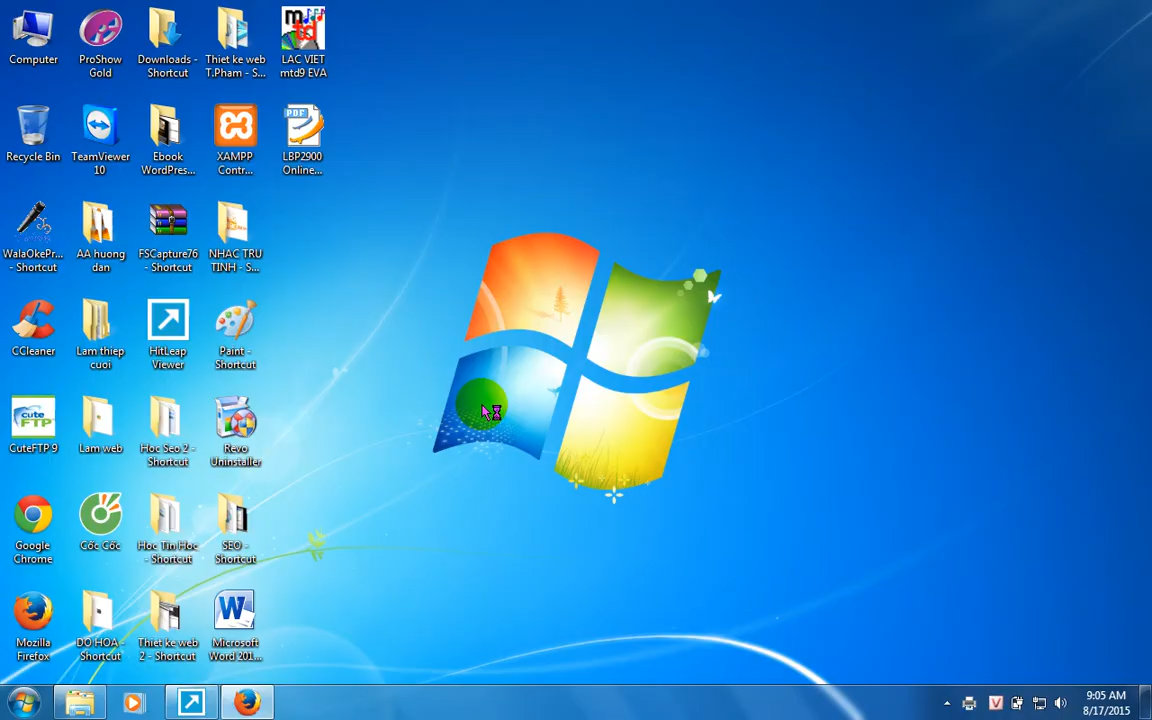 Computer
ProShow
Gold
Downloads -
Shortcut
Thiet ke web
T.Pham - S...
mtd
LAC VIET
mtd9 EVA
Recycle Bin
TeamViewer
10
Ebook
WordPres...
XAMPP
Contr...
PDF
LBP2900
Online...
WalaOkePr...
- Shortcut
AA huong
dan
FSCapture76
- Shortcut
NHAC TRU
TINH - S...
CCleaner
Lam thiep
cuoi
HitLeap
Viewer
Paint -
Shortcut
cute
FTP
CuteFTP 9
Lam web
Hoc Seo 2 -
Shortcut
Revo
Uninstaller
Google
Chrome
Cốc Cốc
Hoc Tin Hoc
- Shortcut
SEO -
Shortcut
Mozilla
Firefox
DO HOA -
Shortcut
Thiet ke web
2 - Shortcut
W
Microsoft
Word 201...
V
9:05 AM
8/17/2015